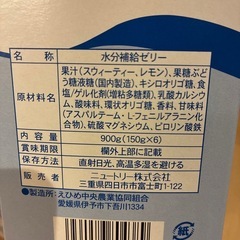 名称 水分補給ゼリー
原材料名 果汁(スウィーティー、レモン)、果糖ぶどう糖液糖(国内製造)、キシロオリゴ糖、食塩/ゲル化剤(増粘多糖類)、乳酸カルシウム、酸味料、環状オリゴ糖、香料、甘味料(アスパルテーム・L-フェニルアラニン化合物)、硫酸マグネシウム、ピロリン酸鉄
内容量 900g(150g×6)
賞味期限 欄外上部に記載
保存方法 直射日光、高温多湿を避ける
販売者 ニュートリー株式会社
三重県四日市市富士町1-122
●製造所:えひめ中央農業協同組合
愛媛県伊予市下吾川1334
紙